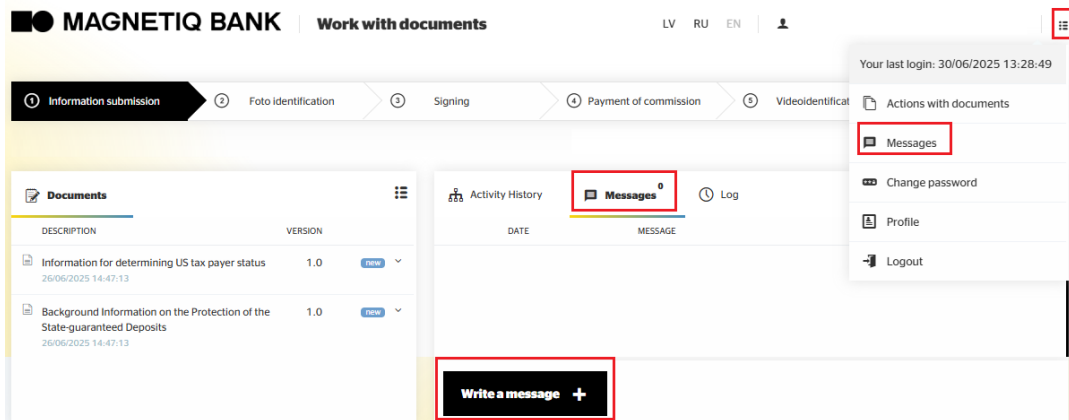 MAGNETIQ BANK
Work with documents
LV RU EN
Your last login: 30/06/2025 13:28:49
Actions with documents
Messages
Change password
Profile
Logout
1 Information submission
2 Foto identification
3 Signing
4 Payment of commission
5 Videoidentificat
Documents
DESCRIPTION VERSION
Information for determining US tax payer status 1.0 new
26/06/2025 14:47:13
Background Information on the Protection of the 1.0 new
State-guaranteed Deposits
26/06/2025 14:47:13
Activity History
Messages 0
Log
DATE MESSAGE
Write a message +